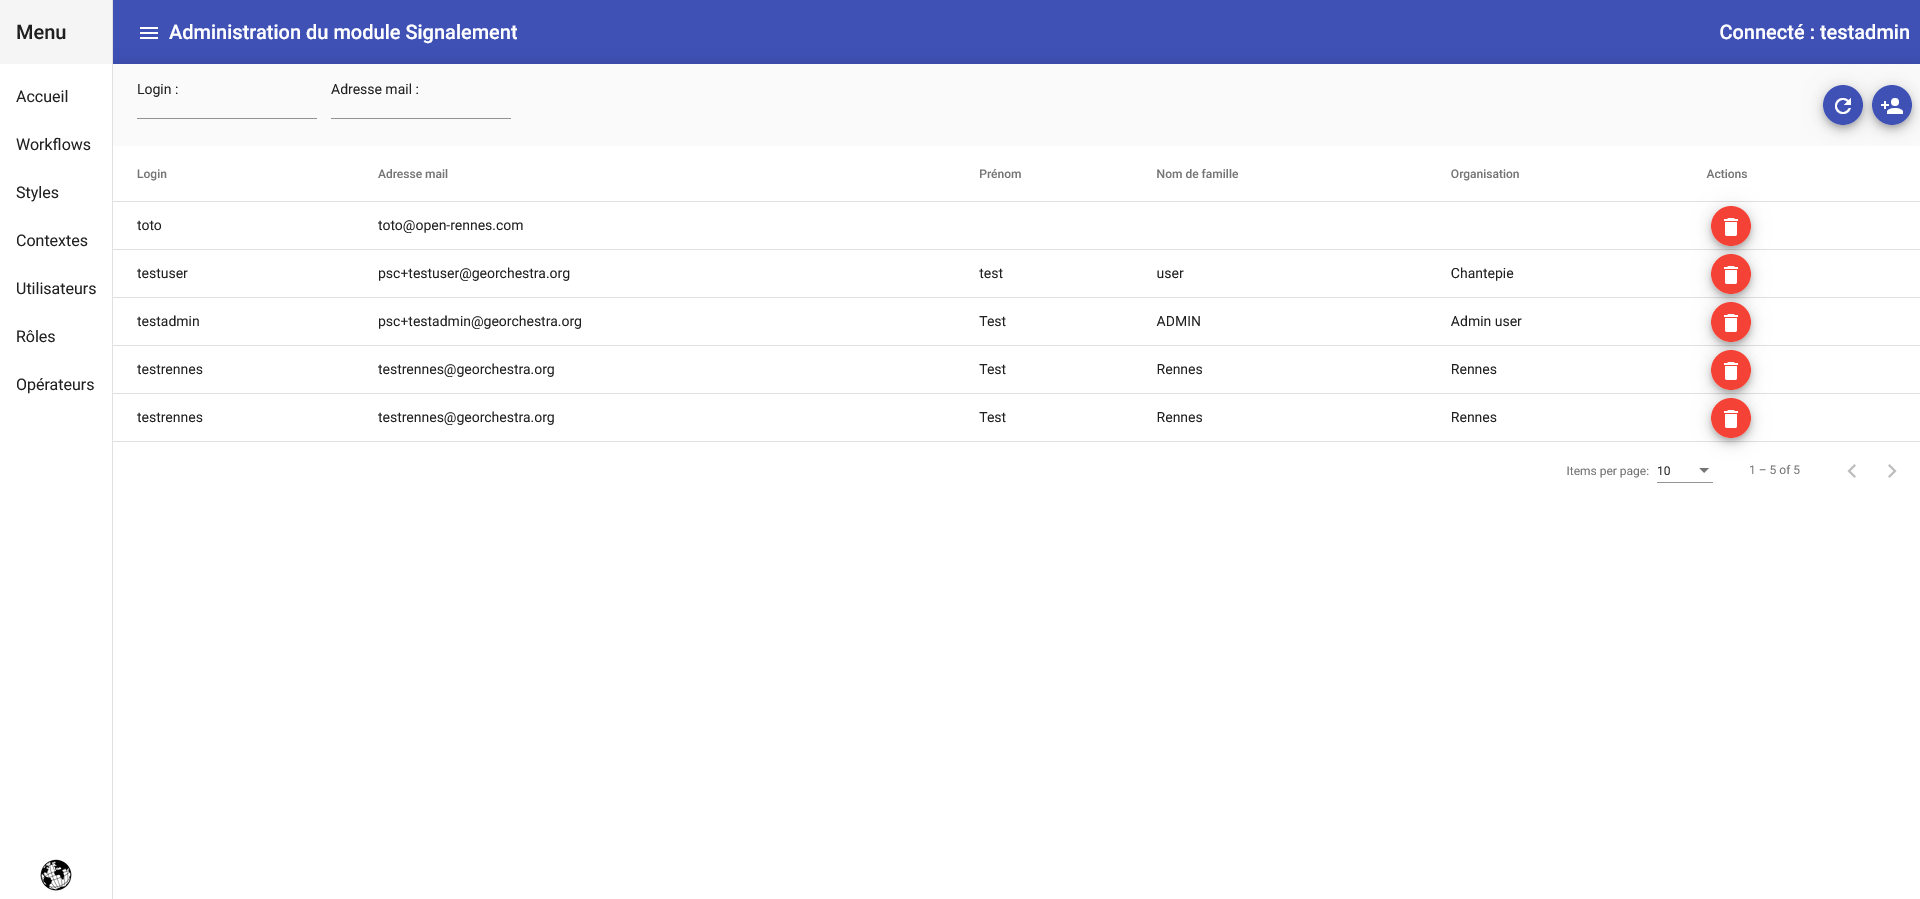 Menu
Administration du module Signalement
Connecté : testadmin
Accueil
Workflows
Styles
Contextes
Utilisateurs
Rôles
Opérateurs
Login :
Adresse mail :
Login Adresse mail Prénom Nom de famille Organisation Actions
toto toto@open-rennes.com
testuser psc+testuser@georchestra.org test user Chantepie
testadmin psc+testadmin@georchestra.org Test ADMIN Admin user
testrennes testrennes@georchestra.org Test Rennes Rennes
testrennes testrennes@georchestra.org Test Rennes Rennes
Items per page: 10 1 – 5 of 5